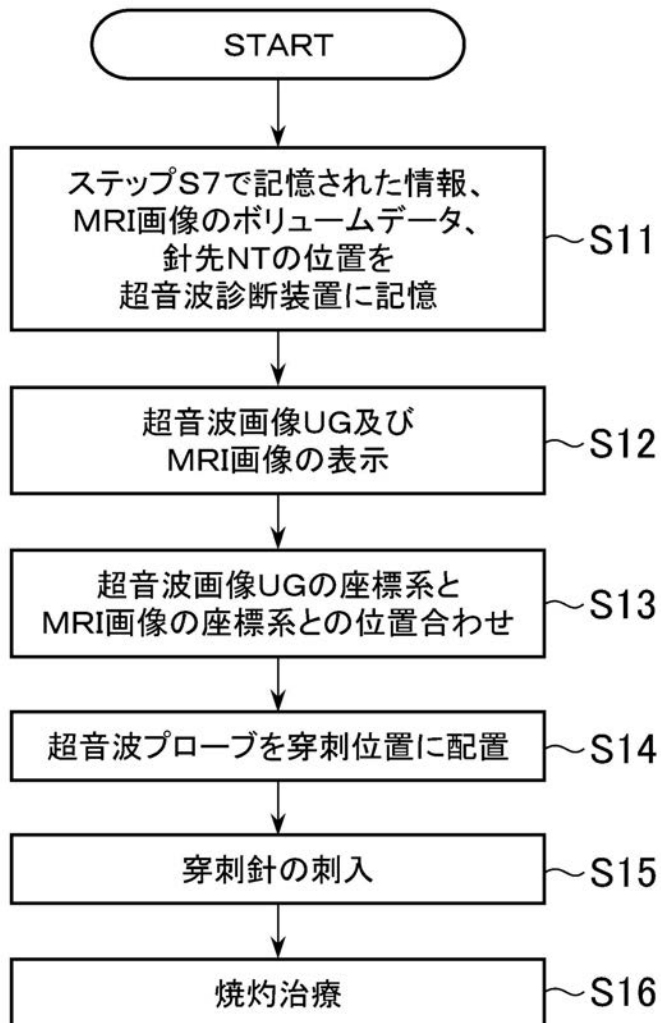 START
ステップS7で記憶された情報、
MRI画像のボリュームデータ、
針先NTの位置を
超音波診断装置に記憶
S11
超音波画像UG及び
MRI画像の表示
S12
超音波画像UGの座標系と
MRI画像の座標系との位置合わせ
S13
超音波プローブを穿刺位置に配置
S14
穿刺針の刺入
S15
焼灼治療
S16